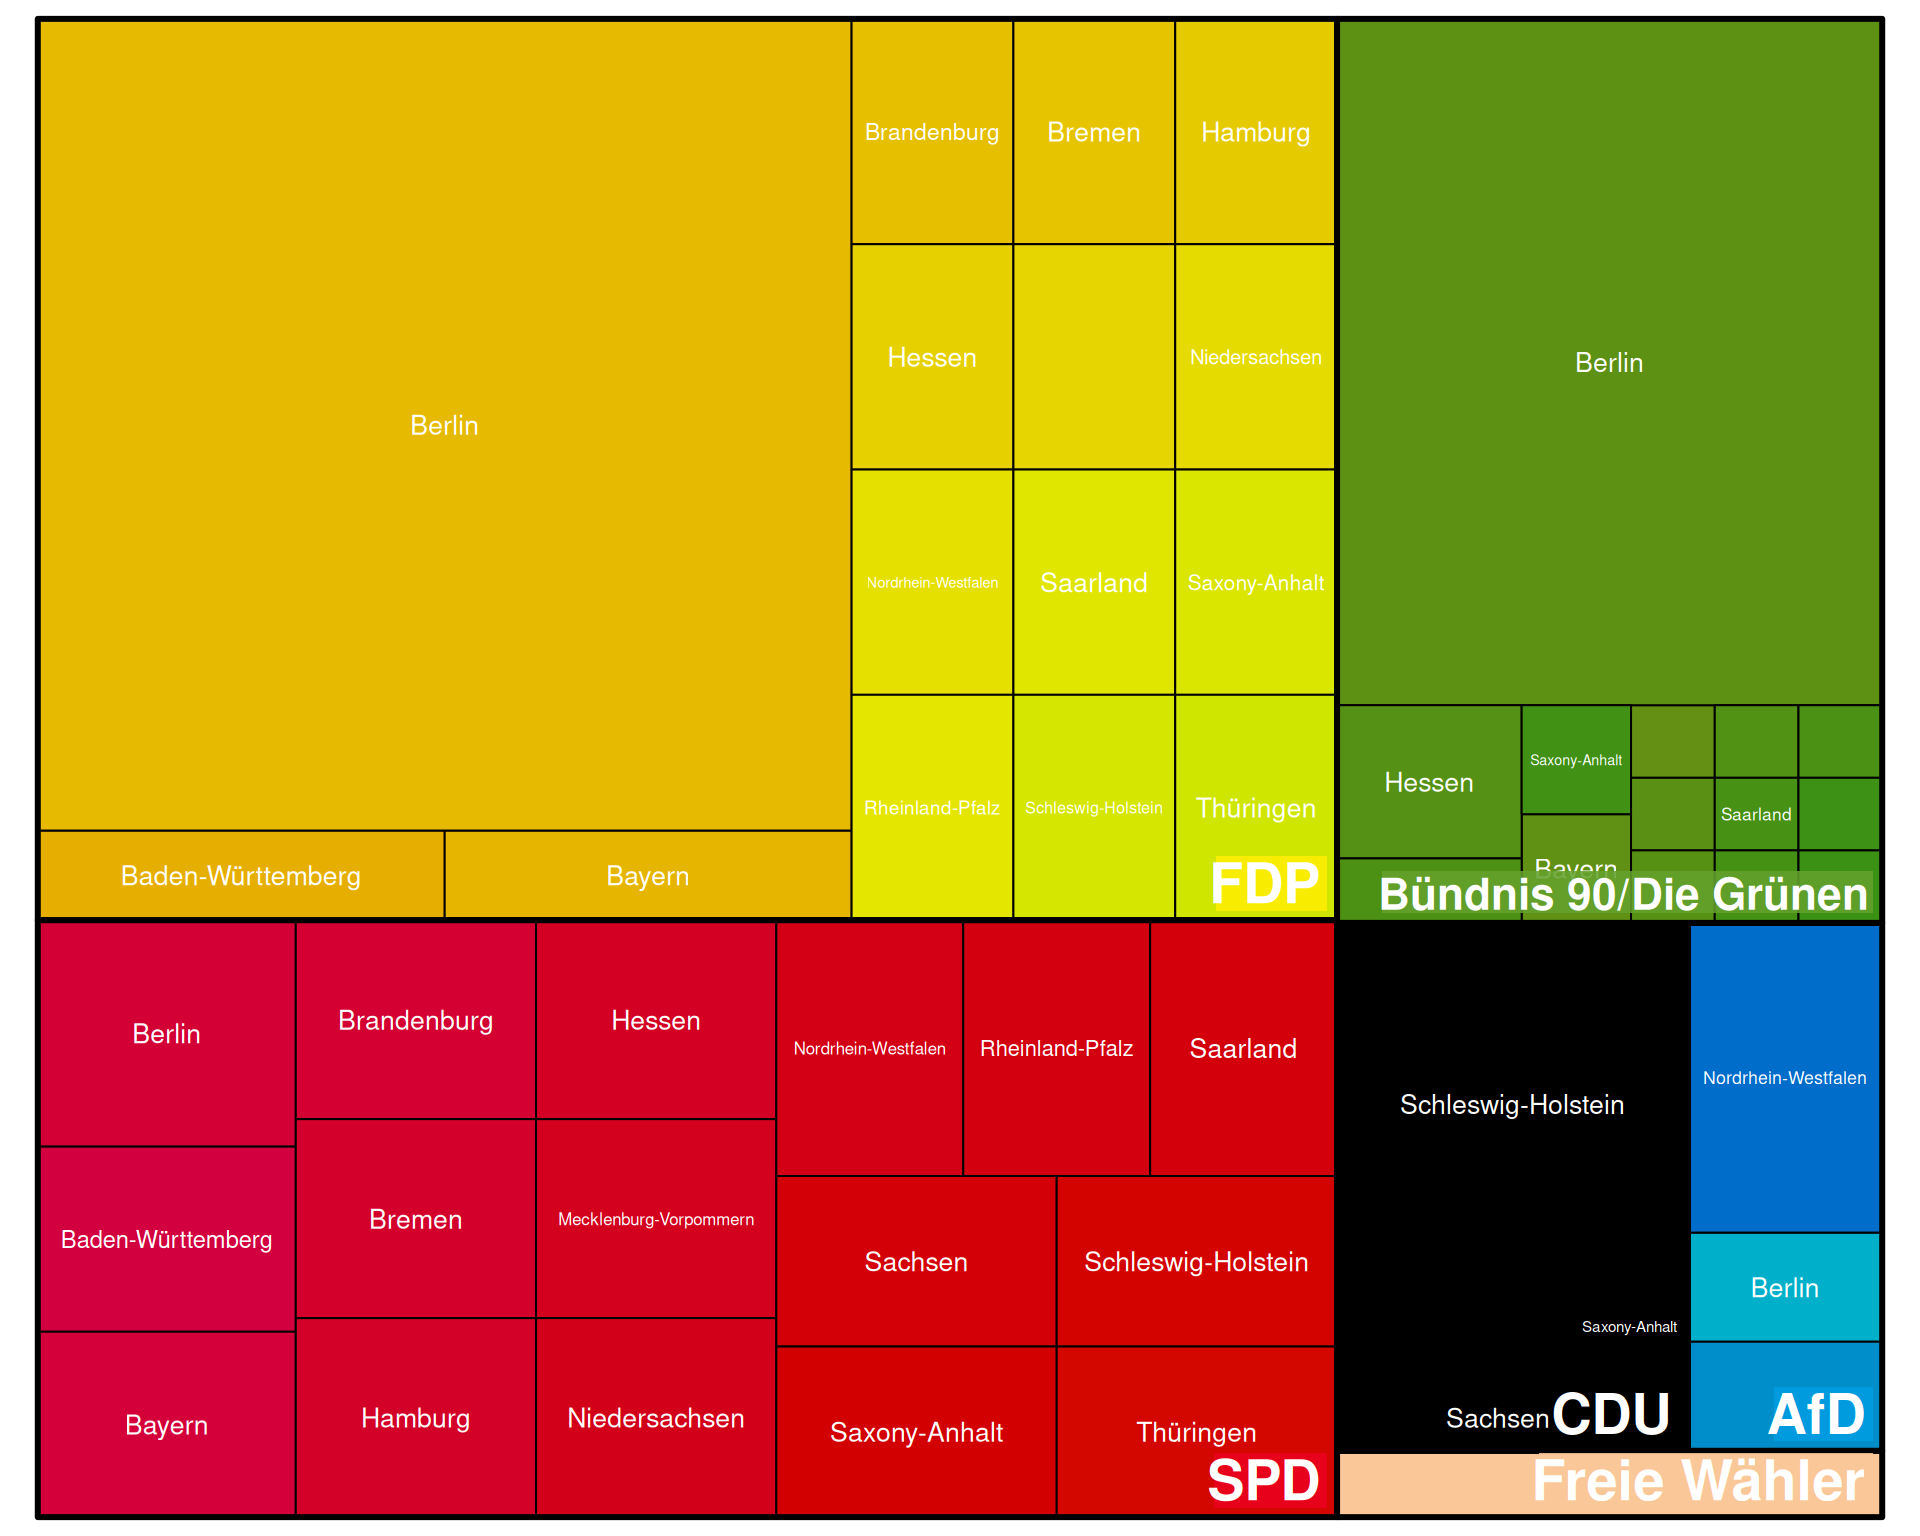 Berlin
Brandenburg
Bremen
Hamburg
Hessen
Niedersachsen
Nordrhein-Westfalen
Saarland
Saxony-Anhalt
Rheinland-Pfalz
Schleswig-Holstein
Thüringen
Baden-Württemberg
Bayern
FDP
Berlin
Hessen
Saxony-Anhalt
Saarland
Bayern
Bündnis 90/Die Grünen
Berlin
Baden-Württemberg
Bayern
Brandenburg
Bremen
Hamburg
Hessen
Mecklenburg-Vorpommern
Niedersachsen
Nordrhein-Westfalen
Rheinland-Pfalz
Saarland
Sachsen
Schleswig-Holstein
Saxony-Anhalt
Thüringen
SPD
Schleswig-Holstein
Saxony-Anhalt
Sachsen
CDU
Nordrhein-Westfalen
Berlin
AfD
Freie Wähler